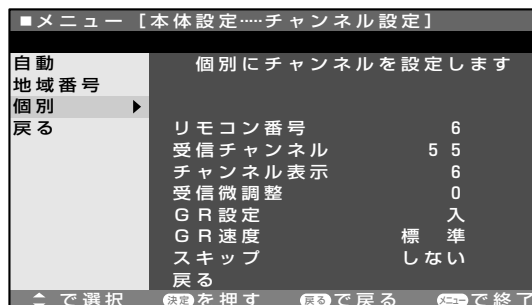 ■メニュー [本体設定……チャンネル設定]
自動
地域番号
個別 ▶
戻る
個別にチャンネルを設定します
リモコン番号 6
受信チャンネル 55
チャンネル表示 6
受信微調整 0
GR設定 入
GR速度 標準
スキップ しない
戻る
で選択 決定を押す 戻るで戻る メニューで終了